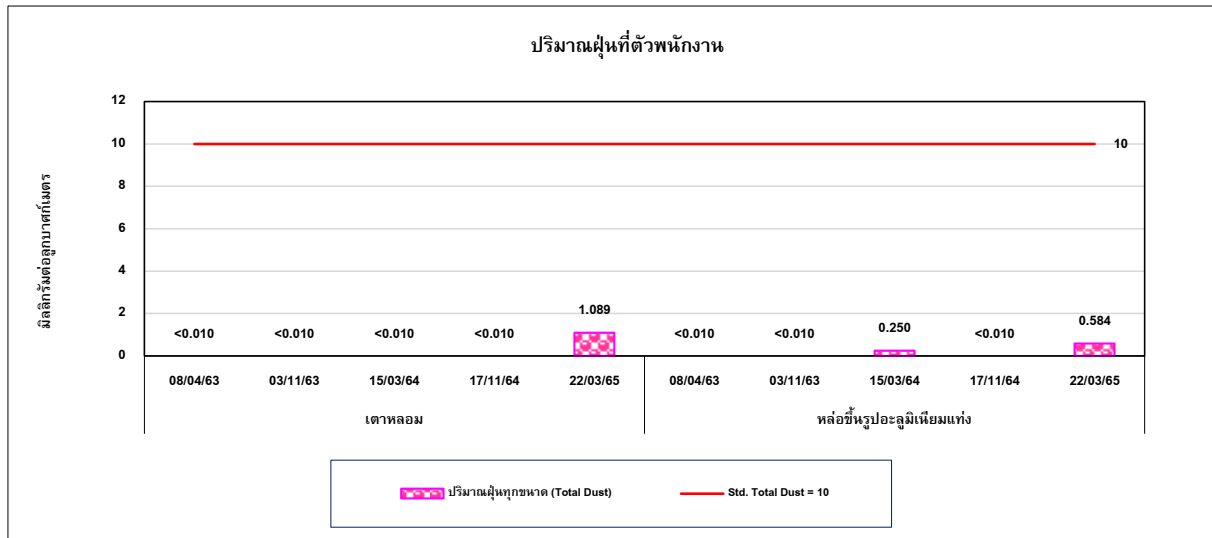 ปริมาณฝุ่นที่ตัวพนักงาน
มิลลิกรัมต่อลูกบาศก์เมตร
12
10
8
6
4
2
0
10
<0.010 <0.010 <0.010 <0.010 1.089 <0.010 <0.010 0.250 <0.010 0.584
08/04/63 03/11/63 15/03/64 17/11/64 22/03/65 08/04/63 03/11/63 15/03/64 17/11/64 22/03/65
เตาหลอม หล่อขึ้นรูปอะลูมิเนียมแท่ง
ปริมาณฝุ่นทุกขนาด (Total Dust) Std. Total Dust = 10